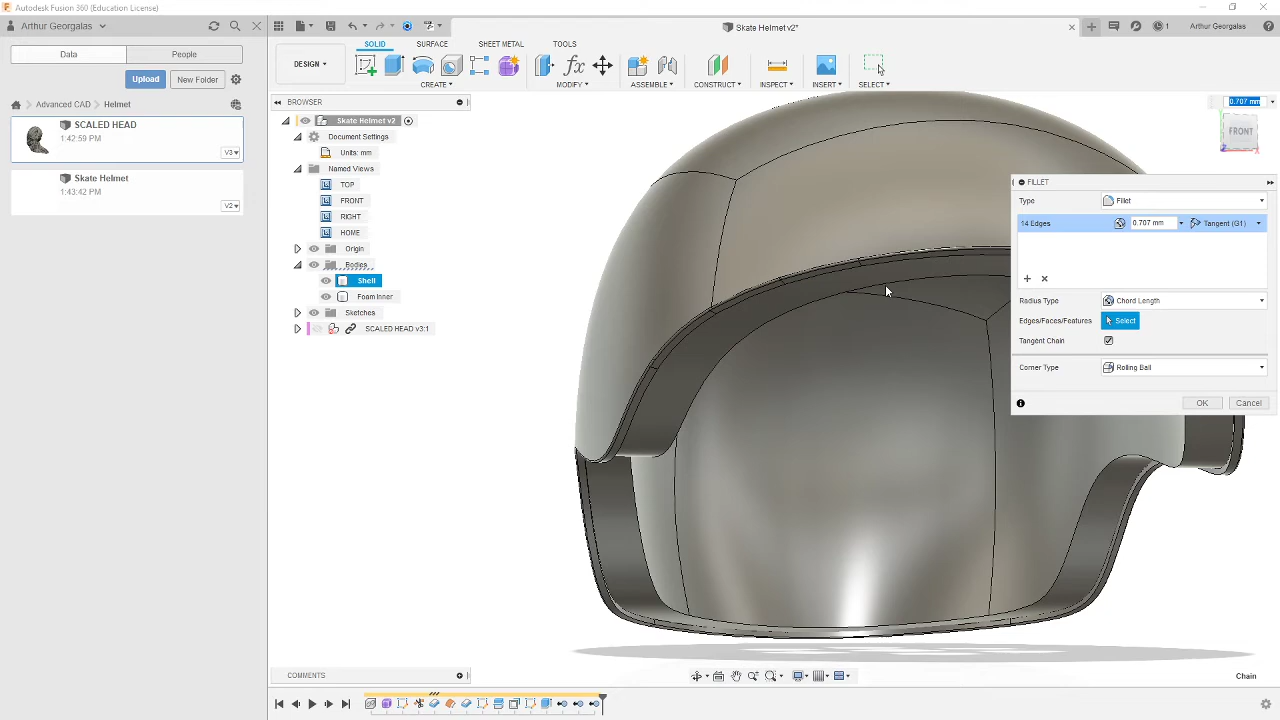 Autodesk Fusion 360 (Education License)
Arthur Georgalas
Skate Helmet v2*
1
Arthur Georgalas
Data
People
SOLID
SURFACE
SHEET METAL
TOOLS
DESIGN
CREATE
MODIFY
ASSEMBLE
CONSTRUCT
INSPECT
INSERT
SELECT
Upload
New Folder
Advanced CAD
Helmet
SCALED HEAD
1:42:59 PM
V3
Skate Helmet
1:43:42 PM
V2
BROWSER
Skate Helmet v2
Document Settings
Units: mm
Named Views
TOP
FRONT
RIGHT
HOME
Origin
Bodies
Shell
Foam Inner
Sketches
SCALED HEAD v3:1
0.707 mm
FRONT
Z
X
FILLET
Type
Fillet
14 Edges
0.707 mm
Tangent (G1)
Radius Type
Chord Length
Edges/Faces/Features
Select
Tangent Chain
Corner Type
Rolling Ball
OK
Cancel
COMMENTS
Chain